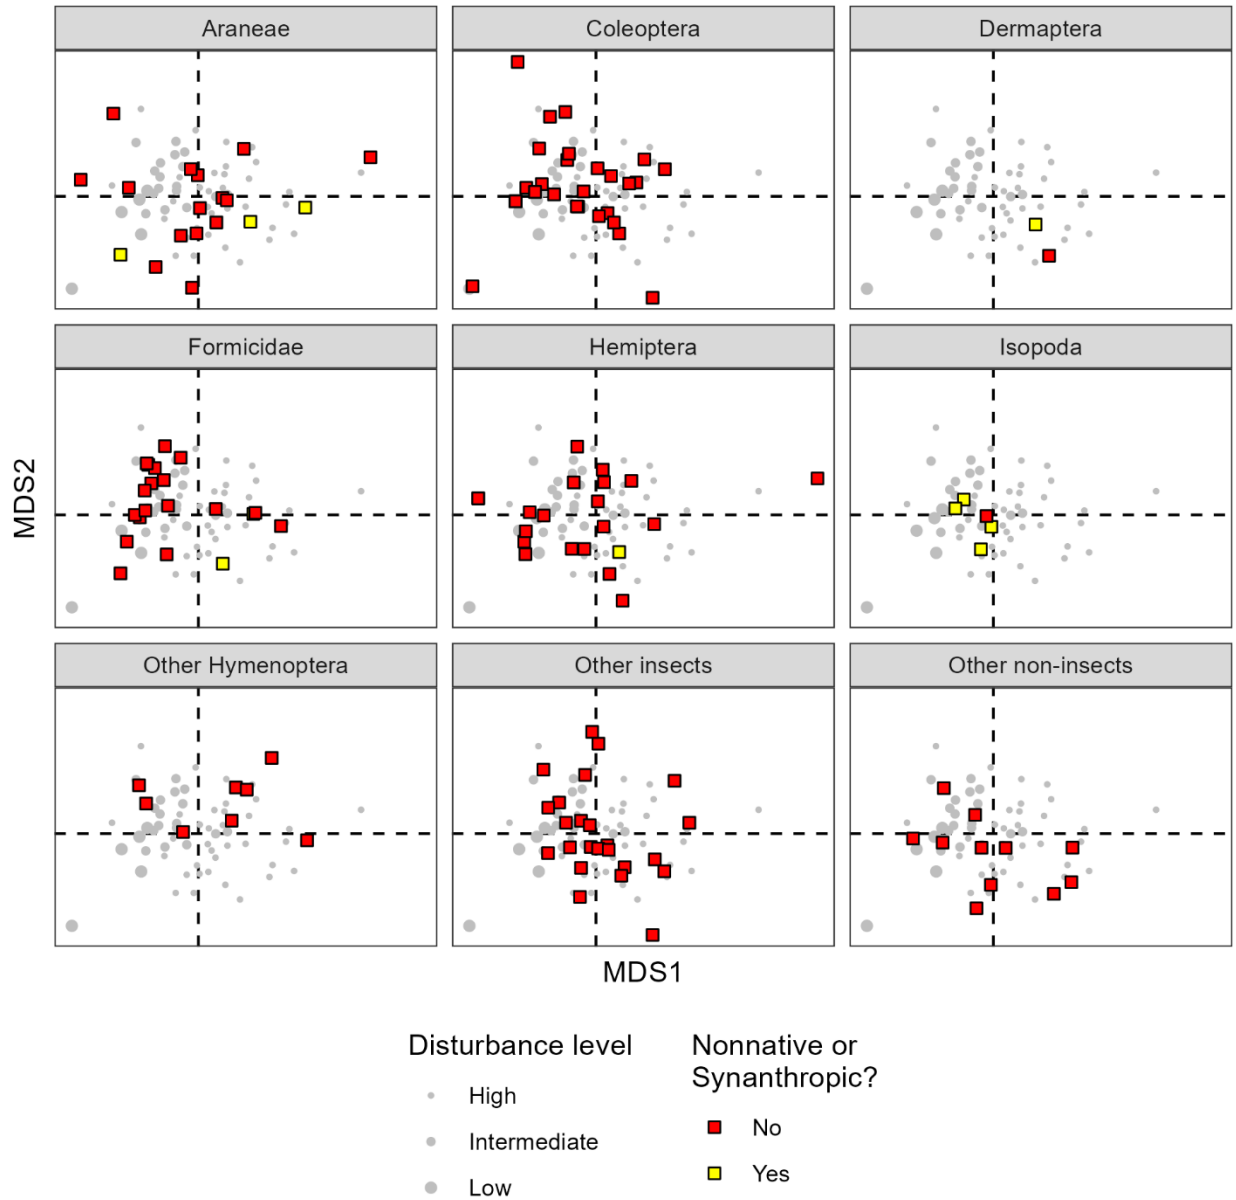 Araneae
Coleoptera
Dermaptera
Formicidae
Hemiptera
Isopoda
MDS2
Other Hymenoptera
Other insects
Other non-insects
MDS1
Disturbance level
High
Intermediate
Low
Nonnative or
Synanthropic?
No
Yes